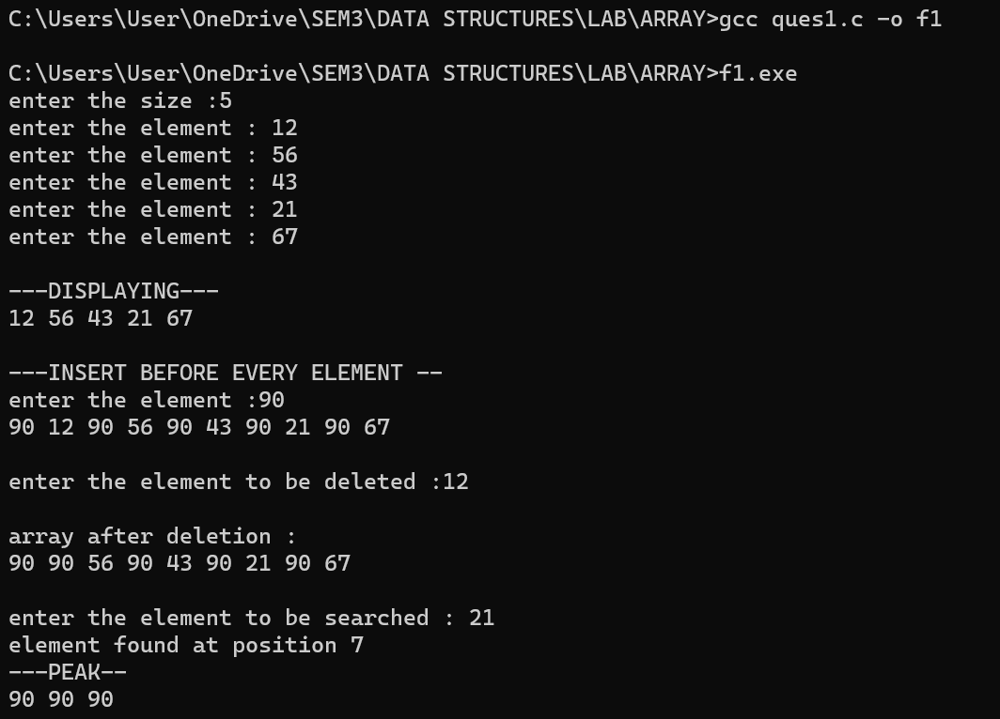 C:\Users\User\OneDrive\SEM3\DATA STRUCTURES\LAB\ARRAY>gcc ques1.c -o f1
C:\Users\User\OneDrive\SEM3\DATA STRUCTURES\LAB\ARRAY>f1.exe
enter the size :5
enter the element : 12
enter the element : 56
enter the element : 43
enter the element : 21
enter the element : 67
---DISPLAYING---
12 56 43 21 67
---INSERT BEFORE EVERY ELEMENT --
enter the element :90
90 12 90 56 90 43 90 21 90 67
enter the element to be deleted :12
array after deletion :
90 90 56 90 43 90 21 90 67
enter the element to be searched : 21
element found at position 7
---PEAK--
90 90 90